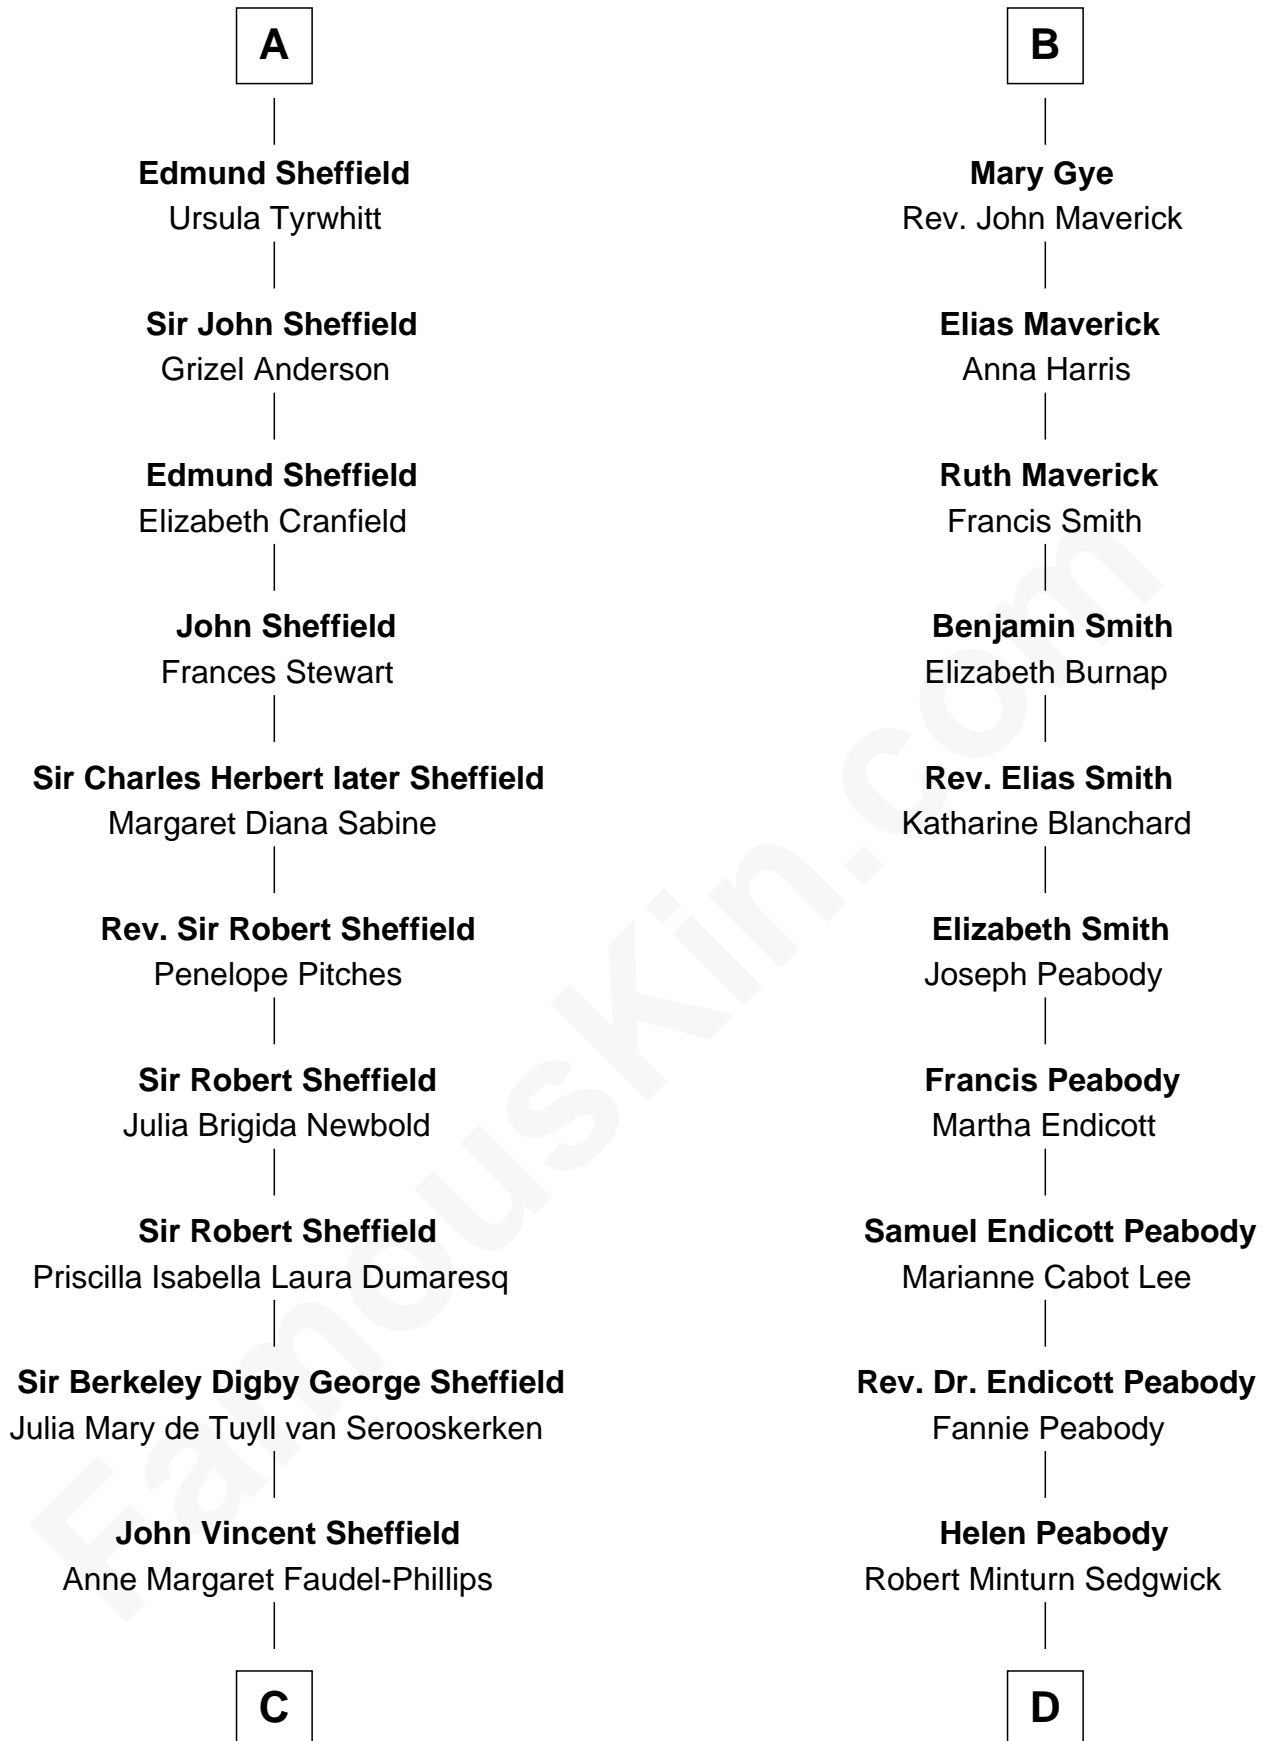 A
Edmund Sheffield
Ursula Tyrwhitt
Sir John Sheffield
Grizel Anderson
Edmund Sheffield
Elizabeth Cranfield
John Sheffield
Frances Stewart
Sir Charles Herbert later Sheffield
Margaret Diana Sabine
Rev. Sir Robert Sheffield
Penelope Pitches
Sir Robert Sheffield
Julia Brigida Newbold
Sir Robert Sheffield
Priscilla Isabella Laura Dumaresq
Sir Berkeley Digby George Sheffield
Julia Mary de Tuyll van Serooskerken
John Vincent Sheffield
Anne Margaret Faudel-Phillips
C
B
Mary Gye
Rev. John Maverick
Elias Maverick
Anna Harris
Ruth Maverick
Francis Smith
Benjamin Smith
Elizabeth Burnap
Rev. Elias Smith
Katharine Blanchard
Elizabeth Smith
Joseph Peabody
Francis Peabody
Martha Endicott
Samuel Endicott Peabody
Marianne Cabot Lee
Rev. Dr. Endicott Peabody
Fannie Peabody
Helen Peabody
Robert Minturn Sedgwick
D
FamousKin.com